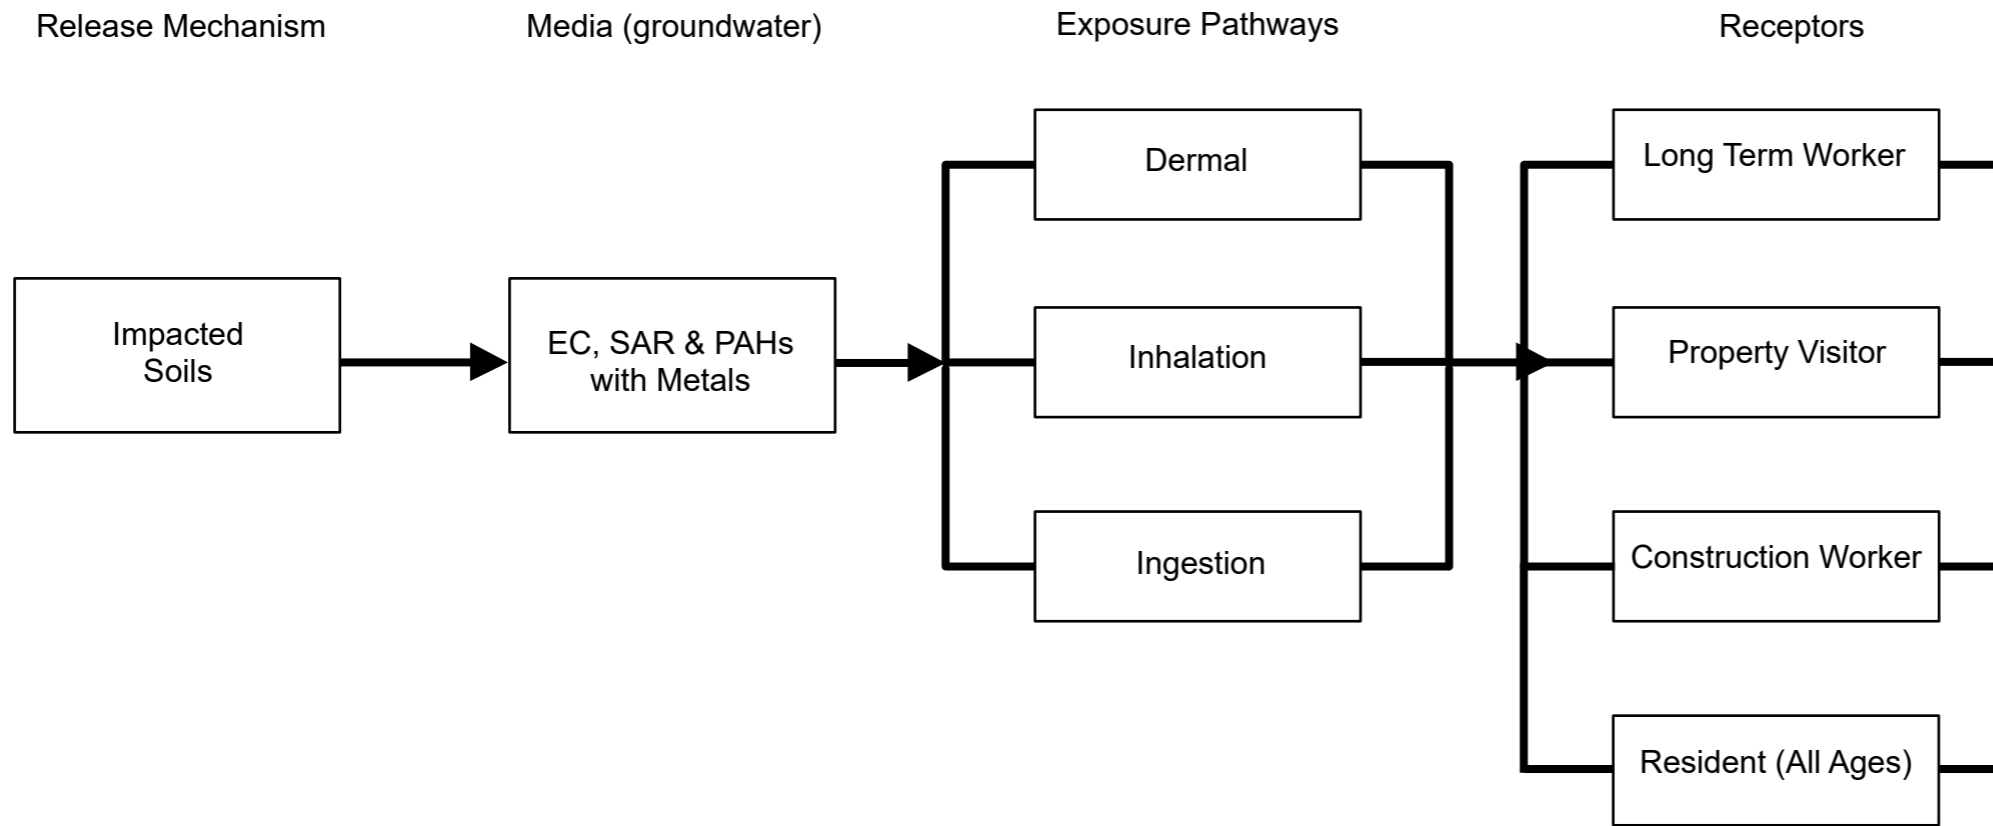 Release Mechanism
Media (groundwater)
Exposure Pathways
Receptors
Impacted
Soils
EC, SAR & PAHs
with Metals
Dermal
Inhalation
Ingestion
Long Term Worker
Property Visitor
Construction Worker
Resident (All Ages)